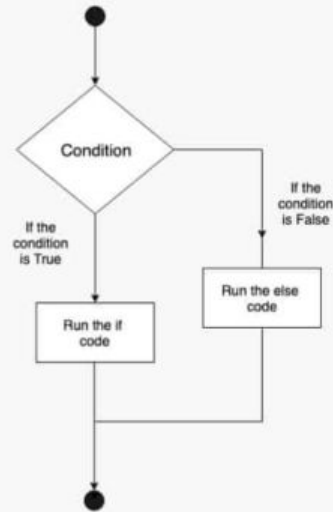 Condition
If the
condition
is True
If the
condition
is False
Run the if
code
Run the else
code